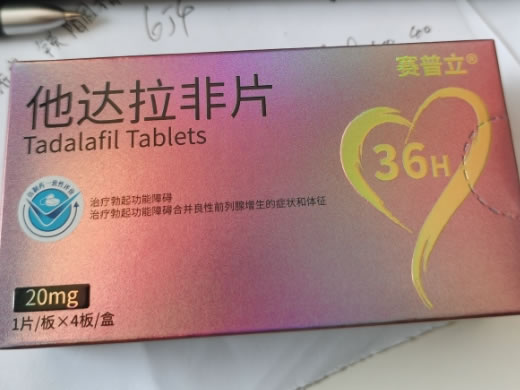 赛普立®
他达拉非片
Tadalafil Tablets
36H
治疗勃起功能障碍
治疗勃起功能障碍合并良性前列腺增生的症状和体征
20mg
1片/板×4板/盒